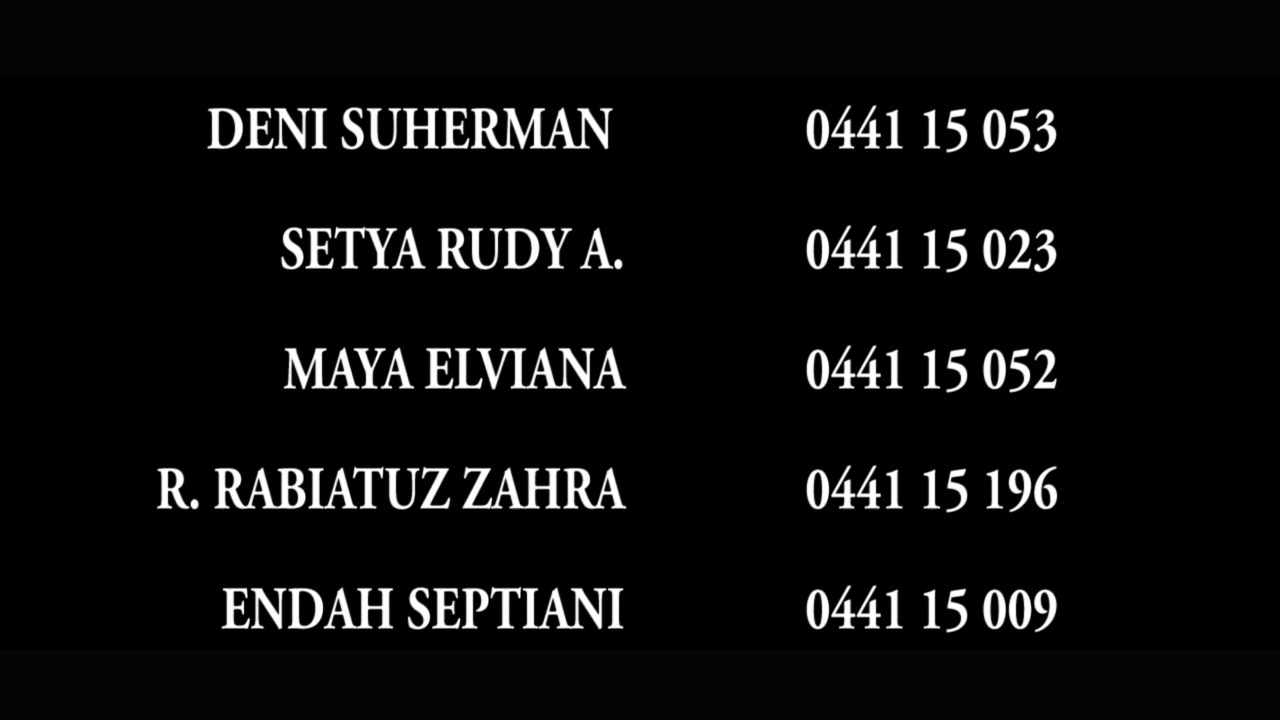 DENI SUHERMAN 0441 15 053
SETYA RUDY A. 0441 15 023
MAYA ELVIANA 0441 15 052
R. RABIATUZ ZAHRA 0441 15 196
ENDAH SEPTIANI 0441 15 009